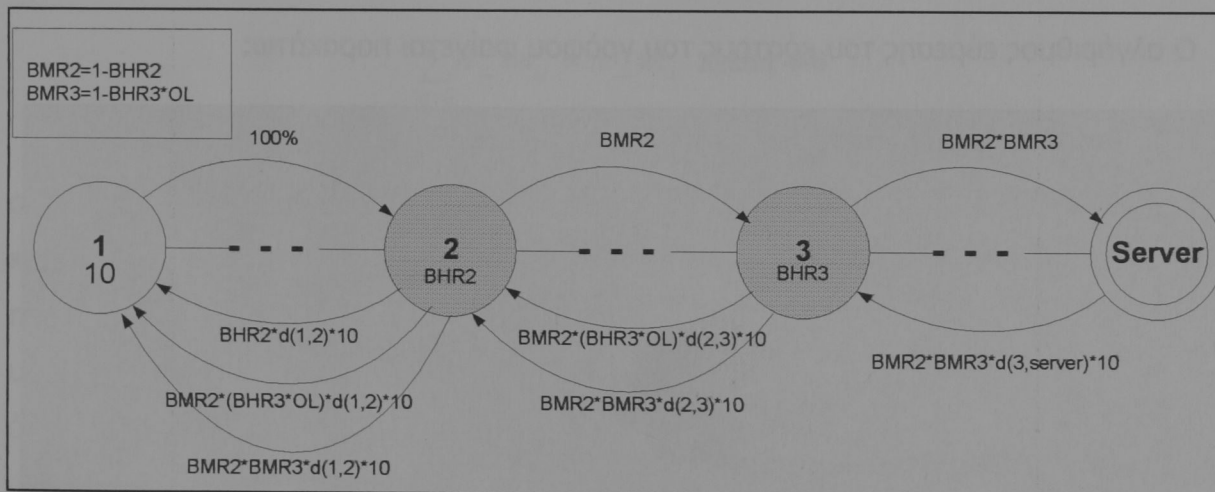 BMR2=1-BHR2
BMR3=1-BHR3*OL
100%
BMR2
BMR2*BMR3
1
10
2
BHR2
3
BHR3
Server
BHR2*d(1,2)*10
BMR2*(BHR3*OL)*d(2,3)*10
BMR2*BMR3*d(3,server)*10
BMR2*(BHR3*OL)*d(1,2)*10
BMR2*BMR3*d(2,3)*10
BMR2*BMR3*d(1,2)*10